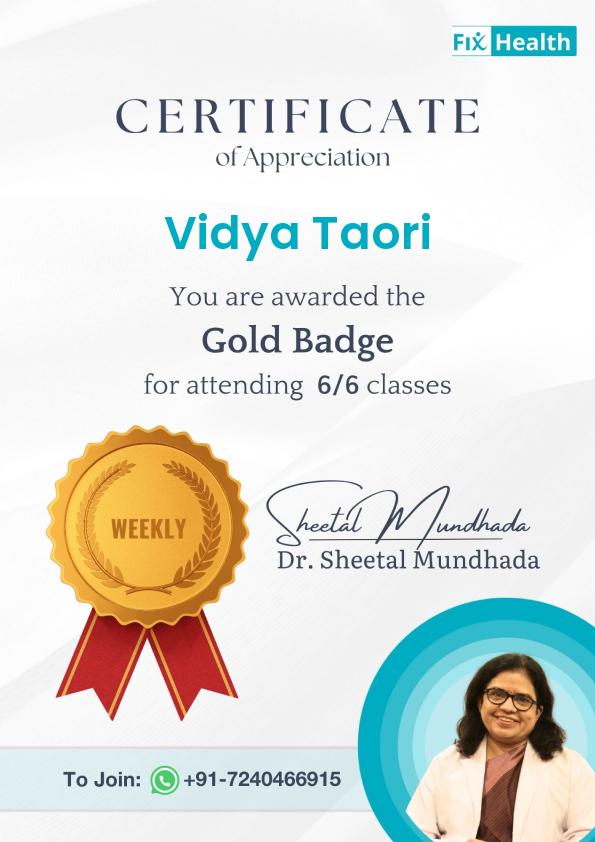 Fix Health
CERTIFICATE
of Appreciation
Vidya Taori
You are awarded the
Gold Badge
for attending 6/6 classes
WEEKLY
Sheetal Mundhada
Dr. Sheetal Mundhada
To Join: +91-7240466915